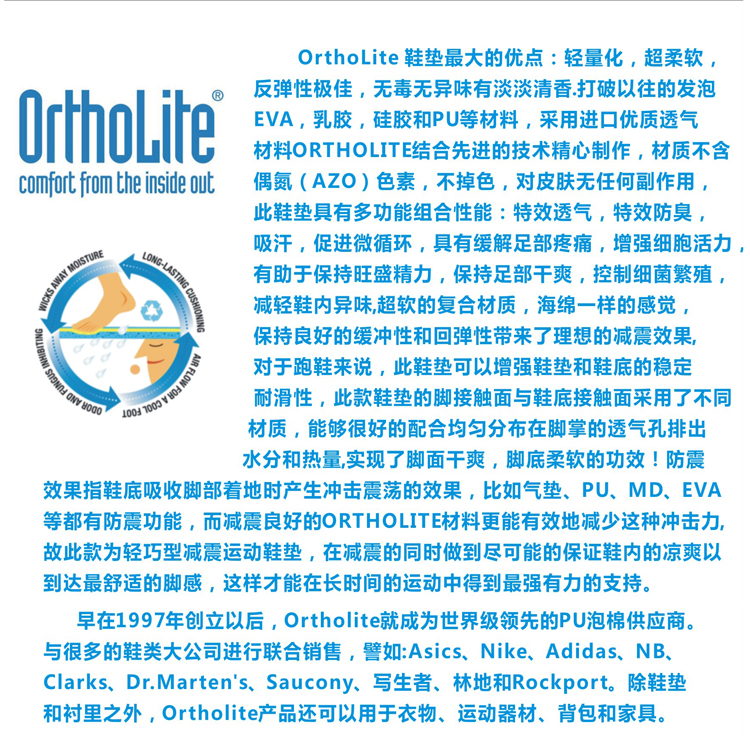 OrthoLite 鞋垫最大的优点：轻量化，超柔软，
反弹性极佳，无毒无异味有淡淡清香.打破以往的发泡
EVA，乳胶，硅胶和PU等材料，采用进口优质透气
材料ORTHOLITE结合先进的技术精心制作，材质不含
偶氮（AZO）色素，不掉色，对皮肤无任何副作用，
此鞋垫具有多功能组合性能：特效透气，特效防臭，
吸汗，促进微循环，具有缓解足部疼痛，增强细胞活力，
有助于保持旺盛精力，保持足部干爽，控制细菌繁殖，
减轻鞋内异味,超软的复合材质，海绵一样的感觉，
保持良好的缓冲性和回弹性带来了理想的减震效果,
对于跑鞋来说，此鞋垫可以增强鞋垫和鞋底的稳定
耐滑性，此款鞋垫的脚接触面与鞋底接触面采用了不同
材质，能够很好的配合均匀分布在脚掌的透气孔排出
水分和热量,实现了脚面干爽，脚底柔软的功效！防震
效果指鞋底吸收脚部着地时产生冲击震荡的效果，比如气垫、PU、MD、EVA
等都有防震功能，而减震良好的ORTHOLITE材料更能有效地减少这种冲击力,
故此款为轻巧型减震运动鞋垫，在减震的同时做到尽可能的保证鞋内的凉爽以
到达最舒适的脚感，这样才能在长时间的运动中得到最强有力的支持。
早在1997年创立以后，Ortholite就成为世界级领先的PU泡棉供应商。
与很多的鞋类大公司进行联合销售，譬如:Asics、Nike、Adidas、NB、
Clarks、Dr.Marten's、Saucony、写生者、林地和Rockport。除鞋垫
和衬里之外，Ortholite产品还可以用于衣物、运动器材、背包和家具。
OrthoLite®
comfort from the inside out
WICKS AWAY MOISTURE
LONG-LASTING CUSHIONING
AIR FLOW FOR A COOL FOOT
ODOR AND FUNGUS INHIBITING